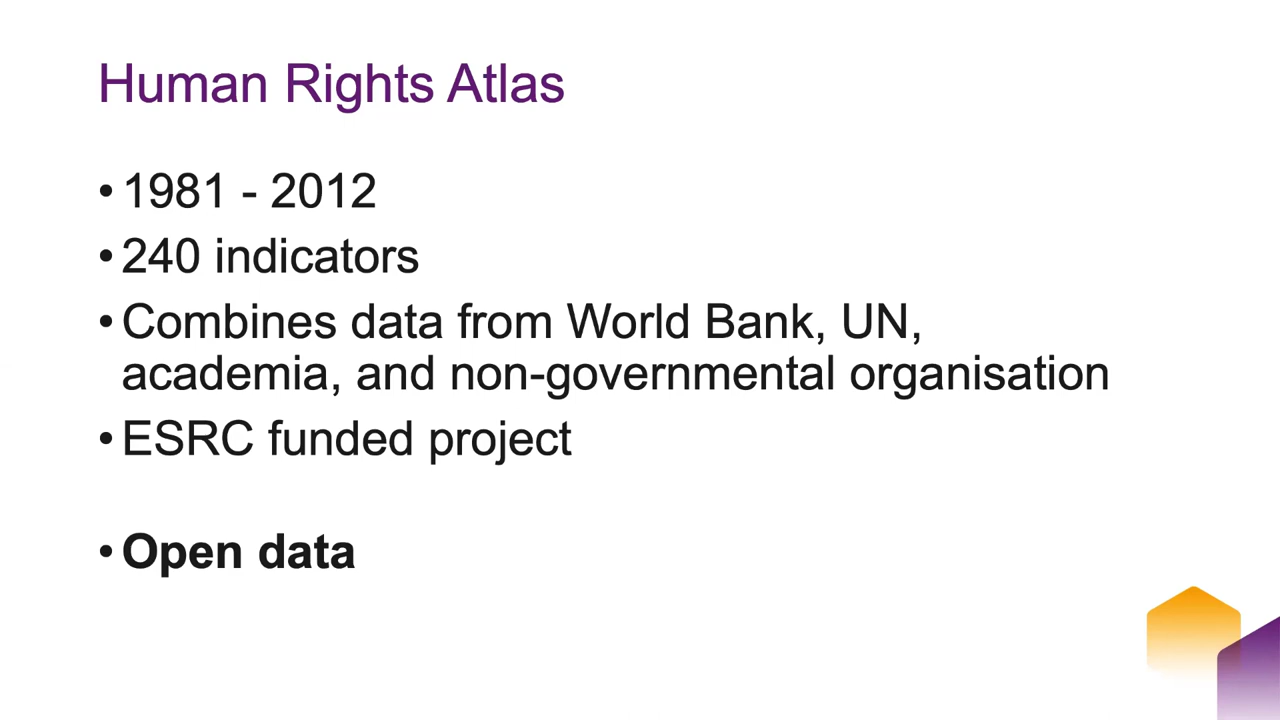 Human Rights Atlas
• 1981 - 2012
• 240 indicators
• Combines data from World Bank, UN,
academia, and non-governmental organisation
• ESRC funded project
• Open data